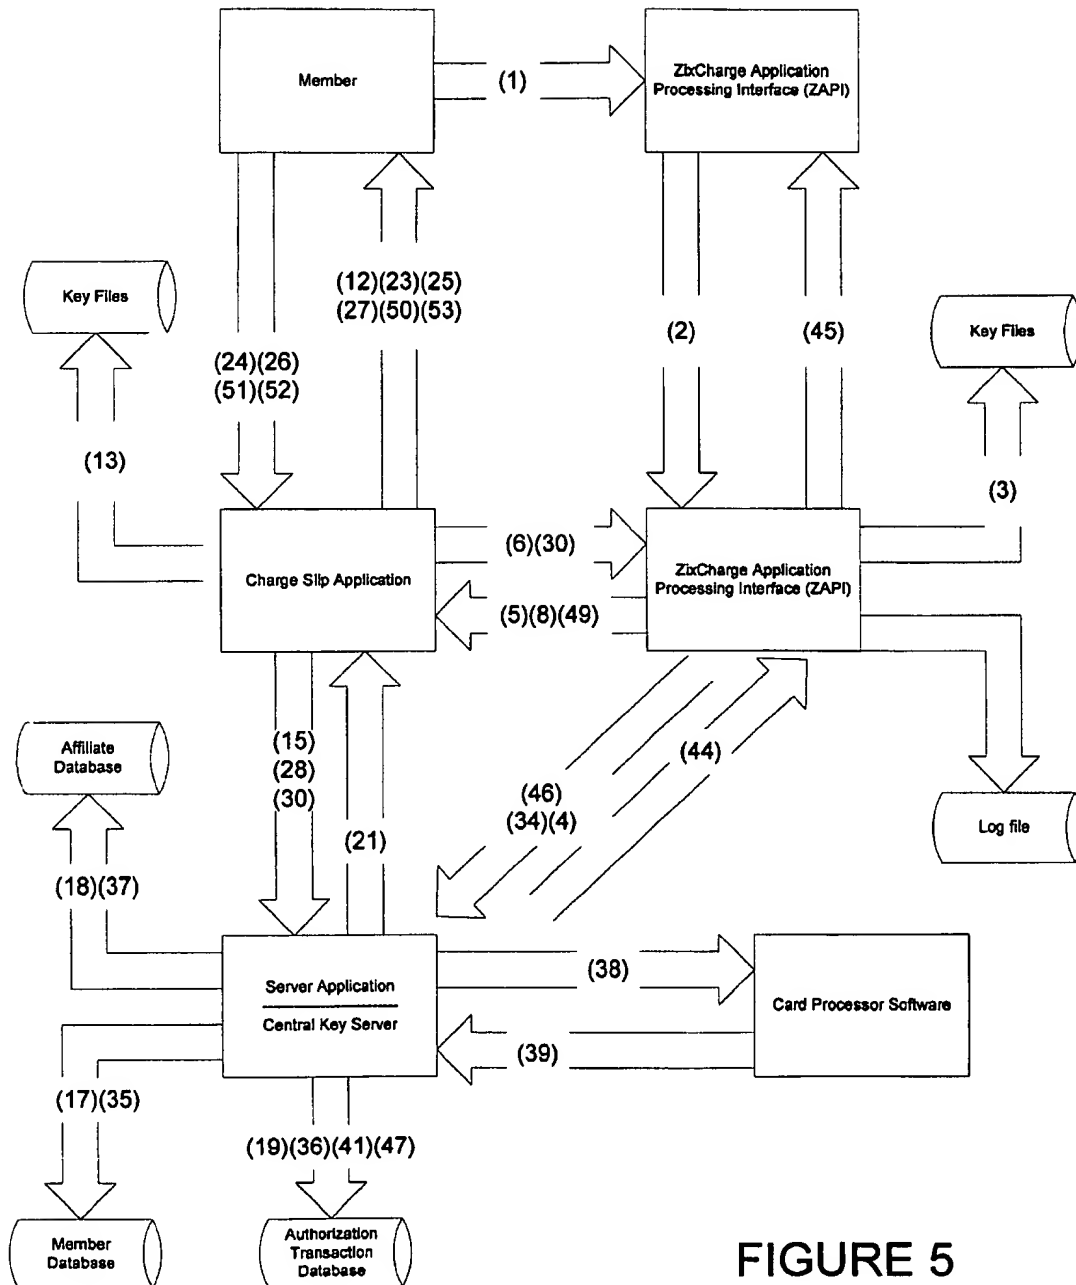 Member
(1)
ZixCharge Application
Processing Interface (ZAPI)
Key Files
(12)(23)(25)
(27)(50)(53)
(2)
(45)
Key Files
(24)(26)
(51)(52)
(13)
(3)
Charge Slip Application
(6)(30)
(5)(8)(49)
ZixCharge Application
Processing Interface (ZAPI)
Affiliate
Database
(15)
(28)
(30)
(44)
(46)
(34)(4)
(21)
Log file
(18)(37)
Server Application
Central Key Server
(38)
(39)
Card Processor Software
(17)(35)
(19)(36)(41)(47)
Member
Database
Authorization
Transaction
Database
FIGURE 5